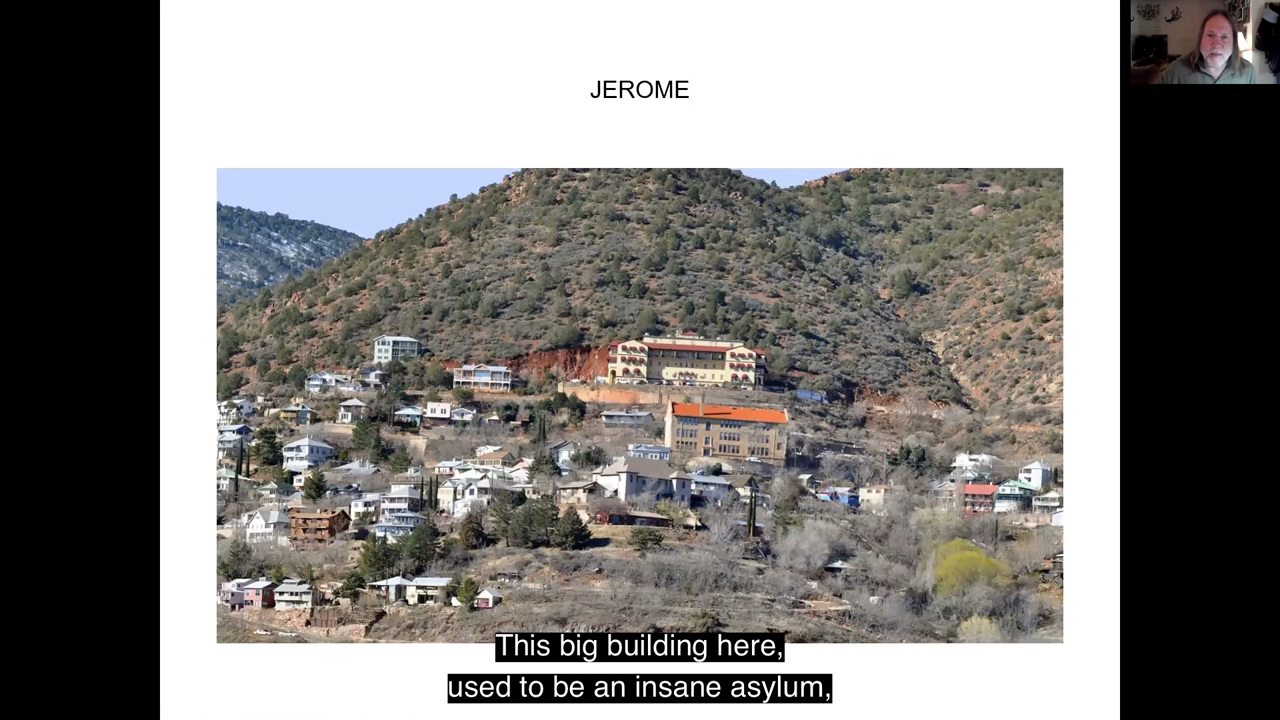 JEROME
This big building here,
used to be an insane asylum,